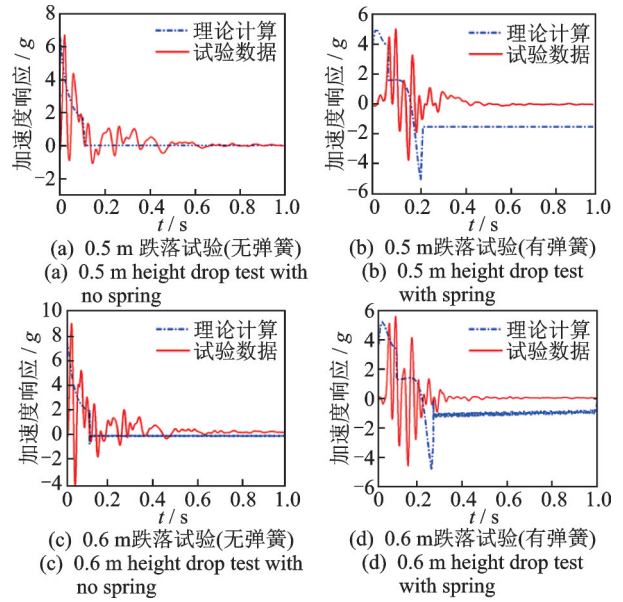 加速度响应 / g
8
6
4
2
0
−2
理论计算
试验数据
0 0.2 0.4 0.6 0.8 1.0
t / s
(a) 0.5 m 跌落试验(无弹簧)
(a) 0.5 m height drop test with
no spring
加速度响应 / g
6
4
2
0
−2
−4
−6
理论计算
试验数据
0 0.2 0.4 0.6 0.8 1.0
t / s
(b) 0.5 m跌落试验(有弹簧)
(b) 0.5 m height drop test
with spring
加速度响应 / g
10
8
6
4
2
0
−2
4
理论计算
试验数据
0 0.2 0.4 0.6 0.8 1.0
t / s
(c) 0.6 m跌落试验(无弹簧)
(c) 0.6 m height drop test with
no spring
加速度响应 / g
6
4
2
0
−2
−4
6
理论计算
试验数据
0 0.2 0.4 0.6 0.8 1.0
t / s
(d) 0.6 m跌落试验(有弹簧)
(d) 0.6 m height drop test
with spring